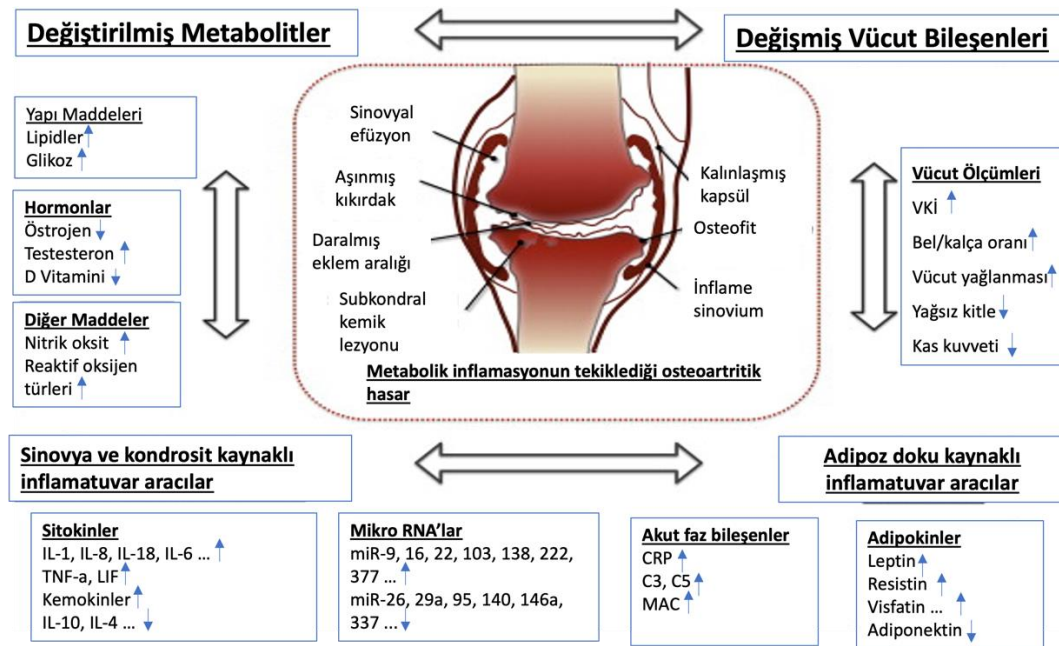 Değiştirilmiş Metabolitler
Değişmiş Vücut Bileşenleri
Yapı Maddeleri
Lipidler
Glikoz
Hormonlar
Östrojen
Testesteron
D Vitamini
Diğer Maddeler
Nitrik oksit
Reaktif oksijen
türleri
Sinovyal
efüzyon
Aşınmış
kıkırdak
Daralmış
eklem aralığı
Subkondral
kemik
lezyonu
Kalınlaşmış
kapsül
Osteofit
İnflame
sinovium
Metabolik inflamasyonun tekiklediği osteoartritik
hasar
Vücut Ölçümleri
VKİ
Bel/kalça oranı
Vücut yağlanması
Yağsız kitle
Kas kuvveti
Sinovya ve kondrosit kaynaklı
inflamatuvar aracılar
Adipoz doku kaynaklı
inflamatuvar aracılar
Sitokinler
IL-1, IL-8, IL-18, IL-6 ...
TNF-a, LIF
Kemokinler
IL-10, IL-4 ...
Mikro RNA’lar
miR-9, 16, 22, 103, 138, 222,
377 ...
miR-26, 29a, 95, 140, 146a,
337 ...
Akut faz bileşenler
CRP
C3, C5
MAC
Adipokinler
Leptin
Resistin
Visfatin ...
Adiponektin